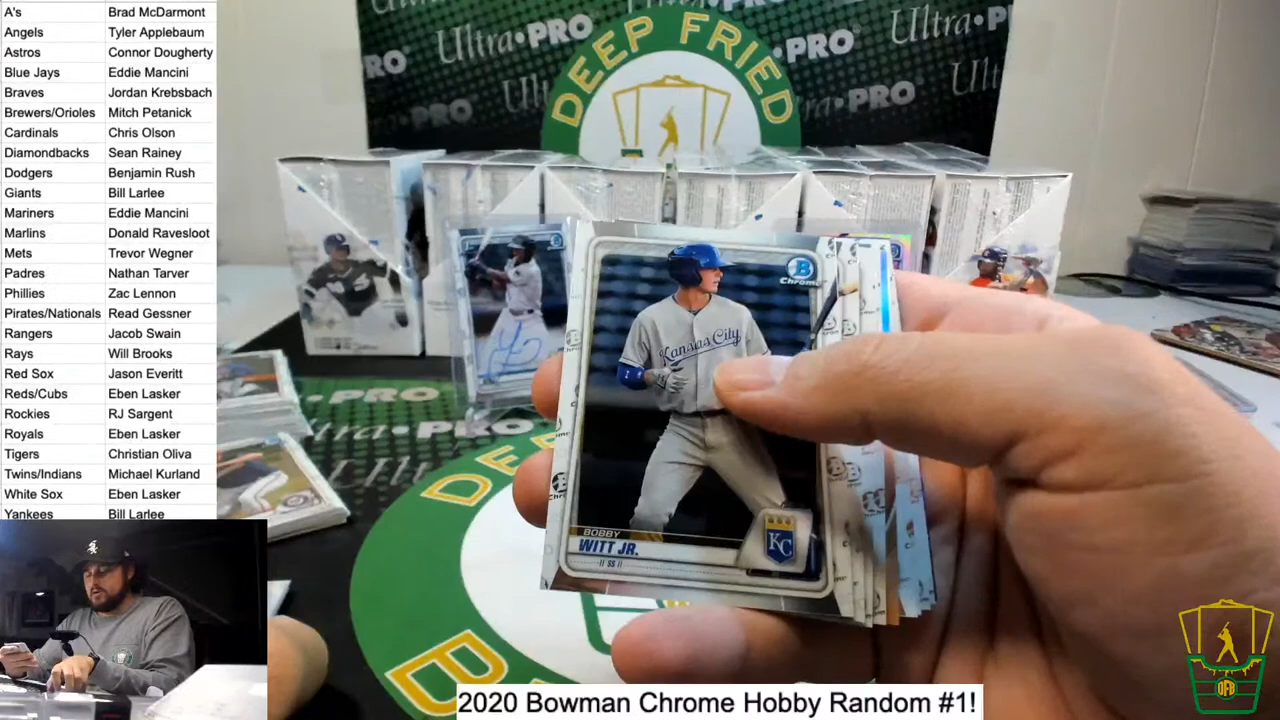 A's Brad McDarmont
Angels Tyler Applebaum
Astros Connor Dougherty
Blue Jays Eddie Mancini
Braves Jordan Krebsbach
Brewers/Orioles Mitch Petanick
Cardinals Chris Olson
Diamondbacks Sean Rainey
Dodgers Benjamin Rush
Giants Bill Larlee
Mariners Eddie Mancini
Marlins Donald Ravesloot
Mets Trevor Wegner
Padres Nathan Tarver
Phillies Zac Lennon
Pirates/Nationals Read Gessner
Rangers Jacob Swain
Rays Will Brooks
Red Sox Jason Everitt
Reds/Cubs Eben Lasker
Rockies RJ Sargent
Royals Eben Lasker
Tigers Christian Oliva
Twins/Indians Michael Kurland
White Sox Eben Lasker
Yankees Bill Larlee
Ultra•PRO
DEEP FRIED
B
Chrome
Kansas City
BOBBY
WITT JR.
// SS //
KC
2020 Bowman Chrome Hobby Random #1!
DFB